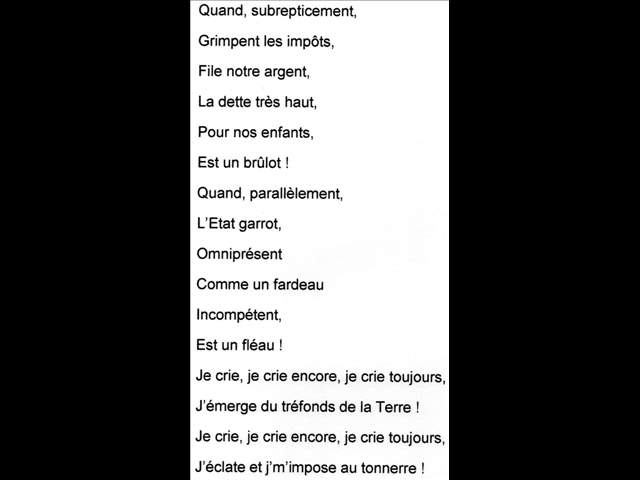 Quand, subrepticement,
Grimpent les impôts,
File notre argent,
La dette très haut,
Pour nos enfants,
Est un brûlot !
Quand, parallèlement,
L'Etat garrot,
Omniprésent
Comme un fardeau
Incompétent,
Est un fléau !
Je crie, je crie encore, je crie toujours,
J'émerge du tréfonds de la Terre !
Je crie, je crie encore, je crie toujours,
J'éclate et j'm'impose au tonnerre !